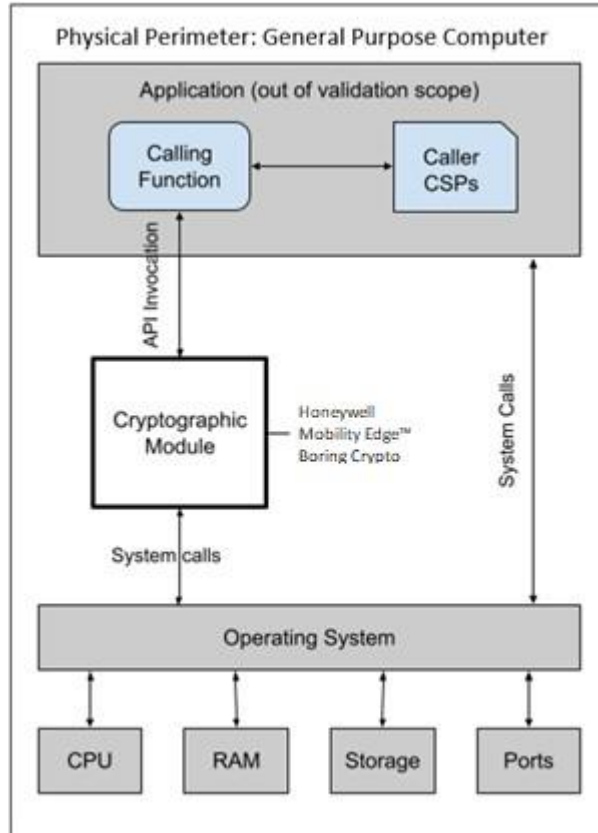 Physical Perimeter: General Purpose Computer
Application (out of validation scope)
Calling
Function
Caller
CSPs
API Invocation
Cryptographic
Module
Honeywell
Mobility Edge™
Boring Crypto
System Calls
System calls
Operating System
CPU
RAM
Storage
Ports